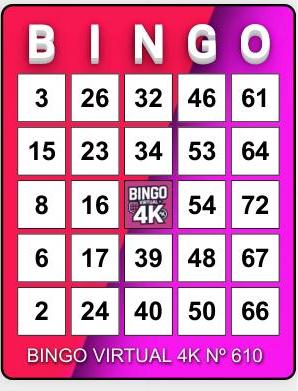 B I N G O
3 26 32 46 61
15 23 34 53 64
8 16 BINGO VIRTUAL 4K 54 72
6 17 39 48 67
2 24 40 50 66
BINGO VIRTUAL 4K Nº 610